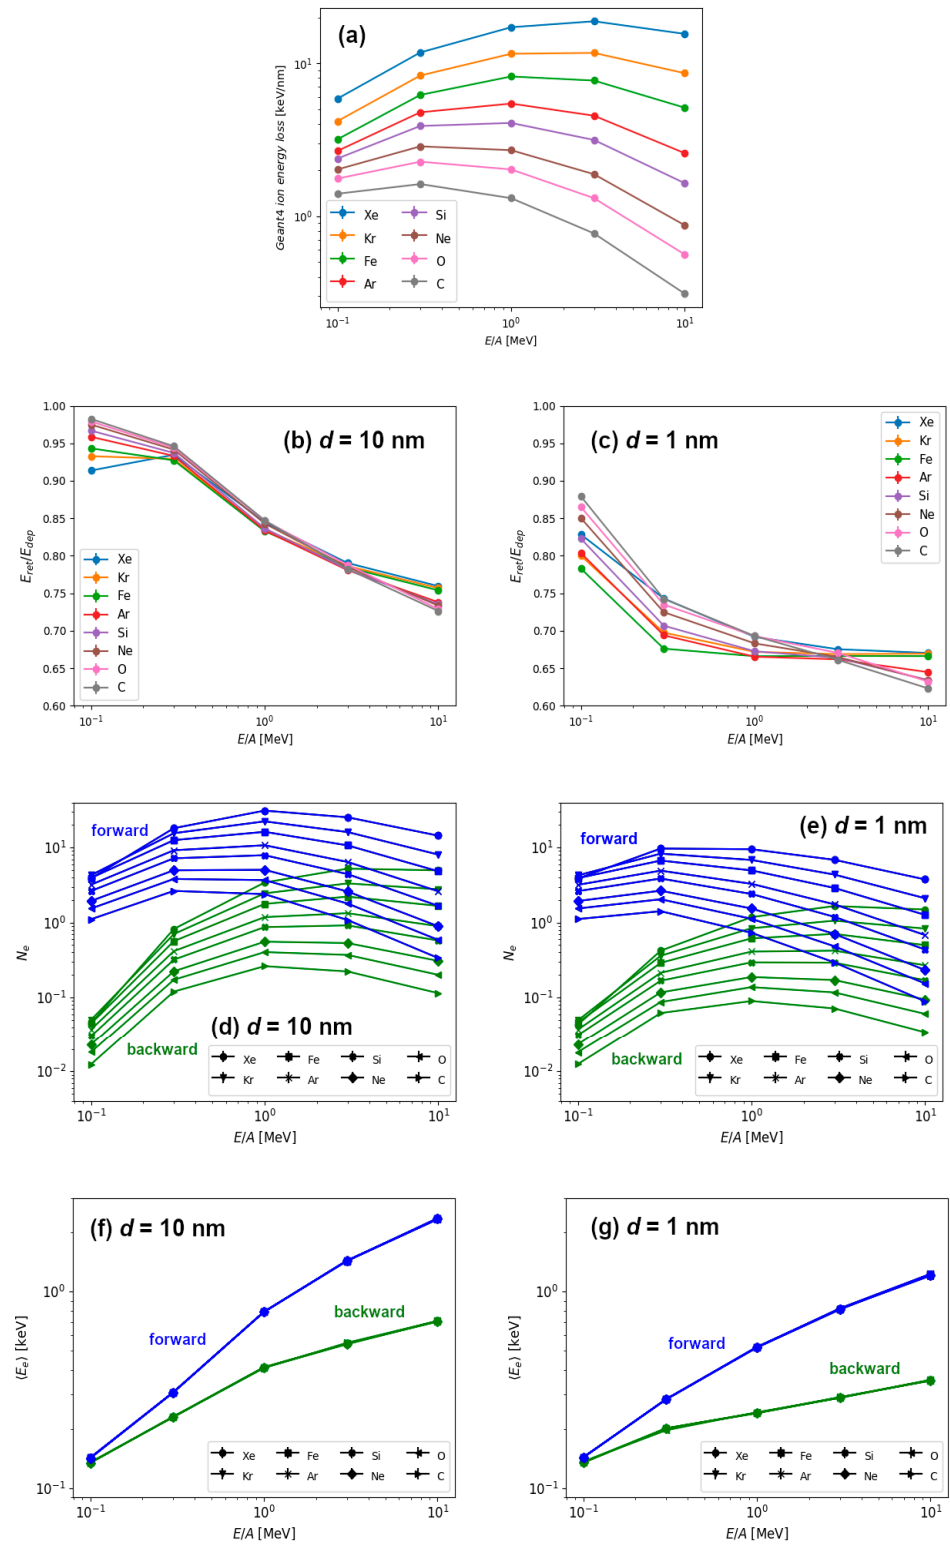 (a)
Geant4 ion energy loss [keV/nm]
10¹
10⁰
Xe
Kr
Fe
Ar
Si
Ne
O
C
10⁻¹
10⁰
10¹
E/A [MeV]
(b) d = 10 nm
E_ret/E_dep
1.00
0.95
0.90
0.85
0.80
0.75
0.70
0.65
0.60
Xe
Kr
Fe
Ar
Si
Ne
O
C
10⁻¹
10⁰
10¹
E/A [MeV]
(c) d = 1 nm
E_ret/E_dep
1.00
0.95
0.90
0.85
0.80
0.75
0.70
0.65
0.60
Xe
Kr
Fe
Ar
Si
Ne
O
C
10⁻¹
10⁰
10¹
E/A [MeV]
forward
N_e
10¹
10⁰
10⁻¹
10⁻²
(d) d = 10 nm
backward
Xe
Kr
Fe
Ar
Si
Ne
O
C
10⁻¹
10⁰
10¹
E/A [MeV]
(e) d = 1 nm
forward
N_e
10¹
10⁰
10⁻¹
10⁻²
backward
Xe
Kr
Fe
Ar
Si
Ne
O
C
10⁻¹
10⁰
10¹
E/A [MeV]
(f) d = 10 nm
⟨E_e⟩ [keV]
10⁰
10⁻¹
backward
forward
Xe
Kr
Fe
Ar
Si
Ne
O
C
10⁻¹
10⁰
10¹
E/A [MeV]
(g) d = 1 nm
⟨E_e⟩ [keV]
10⁰
10⁻¹
forward
backward
Xe
Kr
Fe
Ar
Si
Ne
O
C
10⁻¹
10⁰
10¹
E/A [MeV]